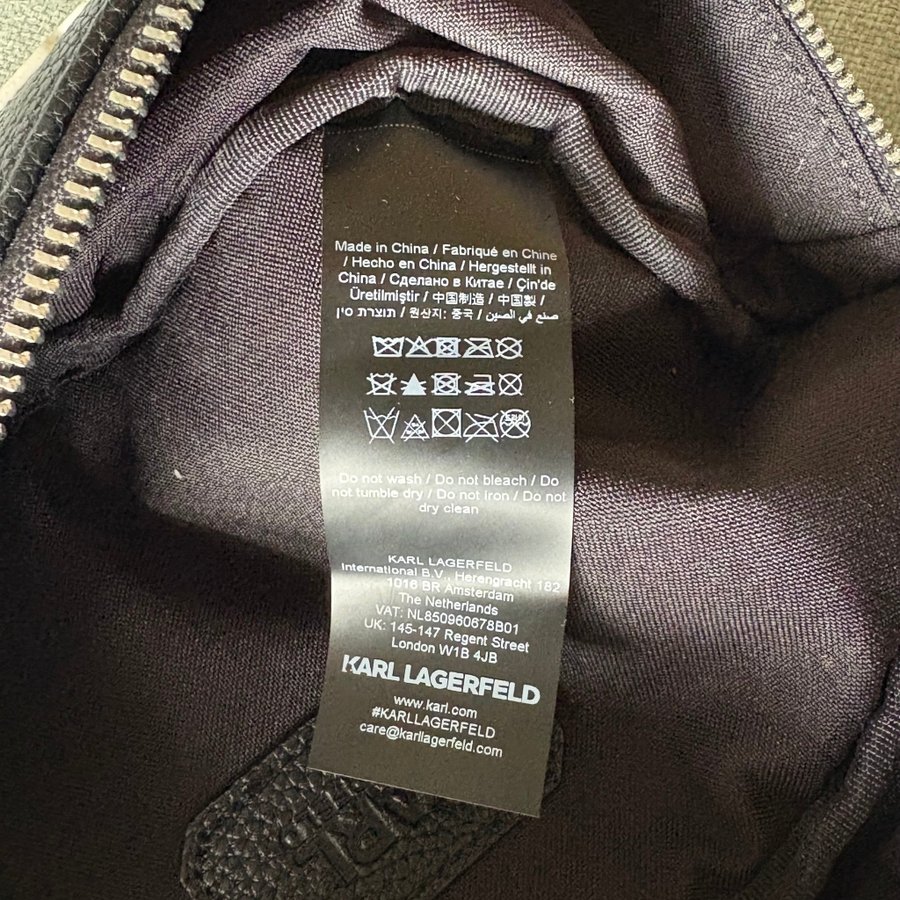 Made in China / Fabriqué en Chine
/ Hecho en China / Hergestellt in
China / Сделано в Китае / Çin'de
Üretilmiştir / 中国制造 / 中国製 /
תוצרת סין / 원산지: 중국 / صنع في الصين
Do not wash / Do not bleach / Do
not tumble dry / Do not iron / Do not
dry clean
KARL LAGERFELD
International B.V., Herengracht 182
1016 BR Amsterdam
The Netherlands
VAT: NL850960678B01
UK: 145-147 Regent Street
London W1B 4JB
KARL LAGERFELD
www.karl.com
#KARLLAGERFELD
care@karllagerfeld.com